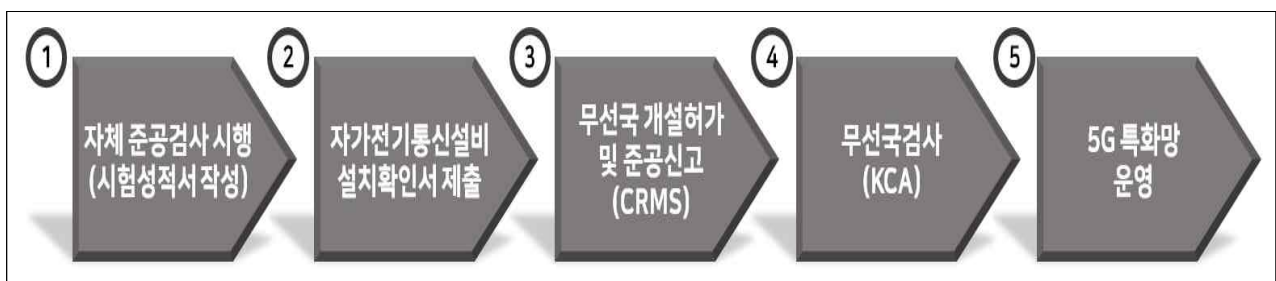 1
자체 준공검사 시행
(시험성적서 작성)
2
자가전기통신설비
설치확인서 제출
3
무선국 개설허가
및 준공신고
(CRMS)
4
무선국검사
(KCA)
5
5G 특화망
운영